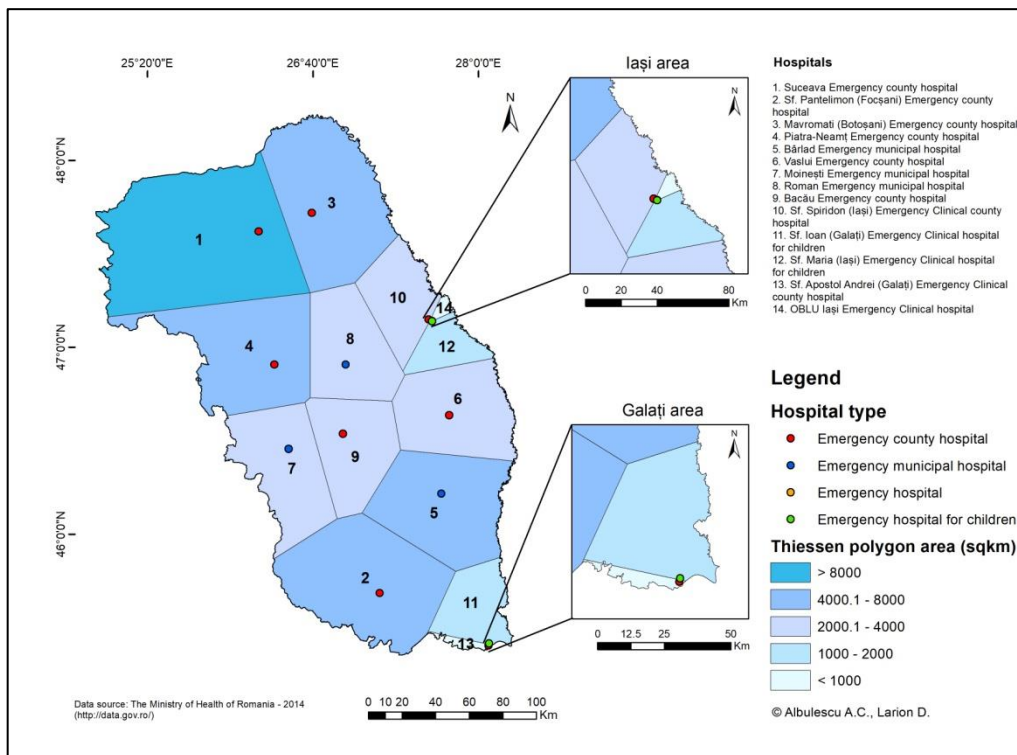 25°20'0"E
26°40'0"E
28°0'0"E
48°0'0"N
47°0'0"N
46°0'0"N
N
1
3
10
14
4
8
12
6
7
9
5
2
11
13
0 10 20 40 60 80 100
Km
Data source: The Ministry of Health of Romania - 2014
(http://data.gov.ro/)
Iași area
N
0 20 40 60 80
Km
Galați area
N
0 12.5 25 50
Km
Hospitals
1. Suceava Emergency county hospital
2. Sf. Pantelimon (Focșani) Emergency county
hospital
3. Mavromati (Botoșani) Emergency county hospital
4. Piatra-Neamț Emergency county hospital
5. Bârlad Emergency municipal hospital
6. Vaslui Emergency county hospital
7. Moinești Emergency municipal hospital
8. Roman Emergency municipal hospital
9. Bacău Emergency county hospital
10. Sf. Spiridon (Iași) Emergency Clinical county
hospital
11. Sf. Ioan (Galați) Emergency Clinical hospital
for children
12. Sf. Maria (Iași) Emergency Clinical hospital
for children
13. Sf. Apostol Andrei (Galați) Emergency Clinical
county hospital
14. OBLU Iași Emergency Clinical hospital
Legend
Hospital type
Emergency county hospital
Emergency municipal hospital
Emergency hospital
Emergency hospital for children
Thiessen polygon area (sqkm)
> 8000
4000.1 - 8000
2000.1 - 4000
1000 - 2000
< 1000
© Albulescu A.C., Larion D.